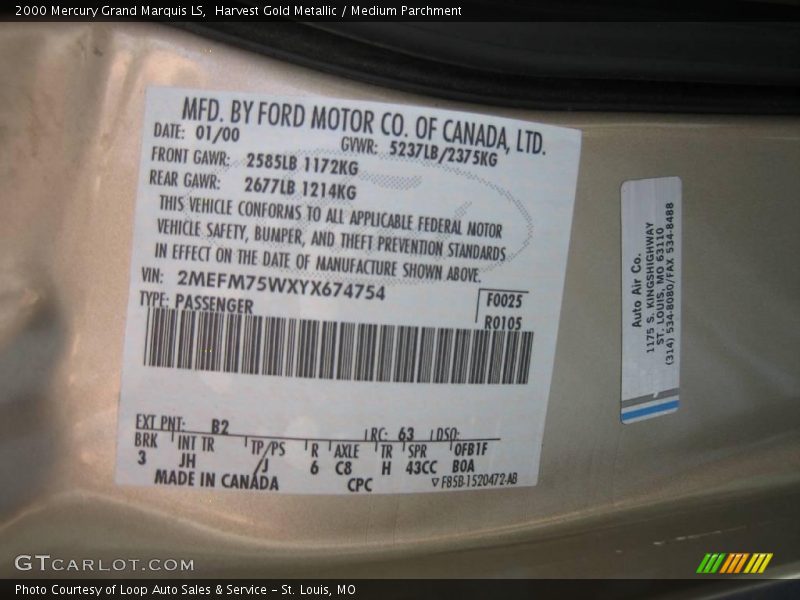 2000 Mercury Grand Marquis LS,  Harvest Gold Metallic / Medium Parchment
MFD. BY FORD MOTOR CO. OF CANADA, LTD.
DATE: 01/00
GVWR: 5237LB/2375KG
FRONT GAWR: 2585LB 1172KG
REAR GAWR: 2677LB 1214KG
THIS VEHICLE CONFORMS TO ALL APPLICABLE FEDERAL MOTOR
VEHICLE SAFETY, BUMPER, AND THEFT PREVENTION STANDARDS
IN EFFECT ON THE DATE OF MANUFACTURE SHOWN ABOVE.
VIN: 2MEFM75WXYX674754
TYPE: PASSENGER
F0025
R0105
EXT PNT: B2 RC: 63 DSO:
BRK INT TR TP/PS R AXLE TR SPR 0FB1F
3 JH J 6 C8 H 43CC B0A
MADE IN CANADA CPC ▽ F85B-1520472-AB
Auto Air Co.
1175 S. KINGSHIGHWAY
ST. LOUIS, MO 63110
(314) 534-8080/FAX 534-8488
GTCARLOT.COM
Photo Courtesy of Loop Auto Sales & Service - St. Louis, MO